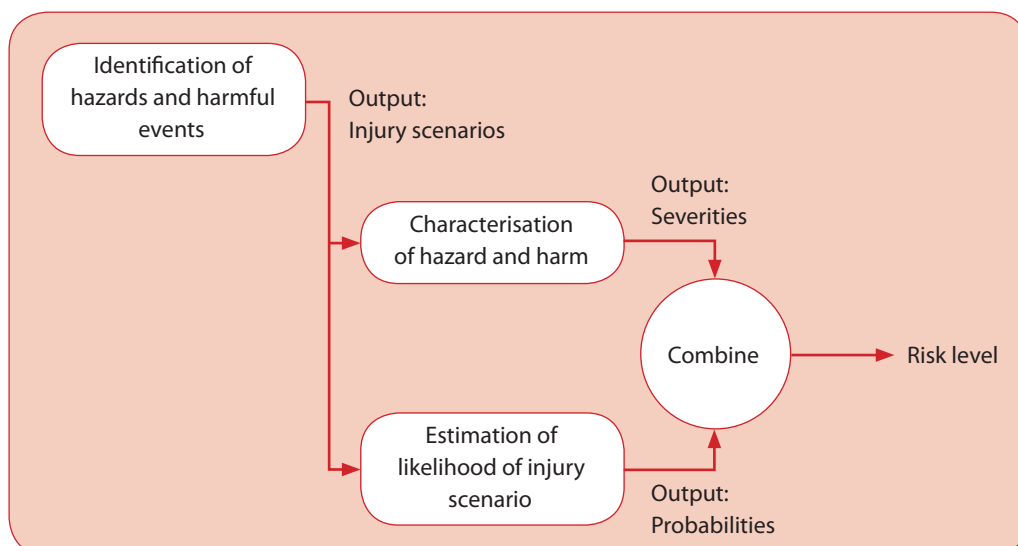 Identification of
hazards and harmful
events
Output:
Injury scenarios
Output:
Severities
Characterisation
of hazard and harm
Combine
Risk level
Estimation of
likelihood of injury
scenario
Output:
Probabilities